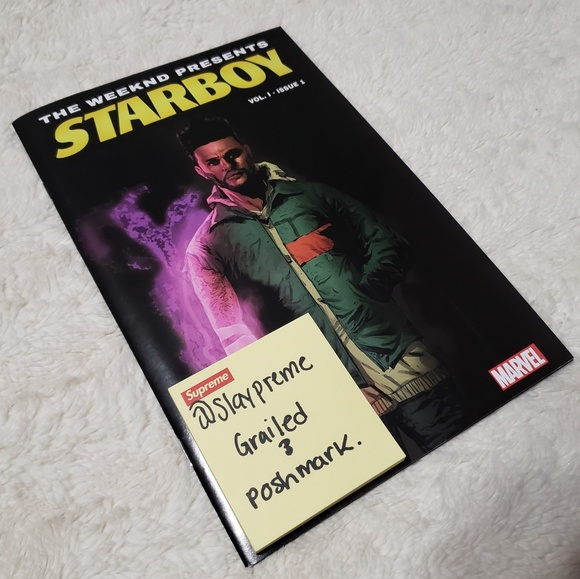 THE WEEKND PRESENTS
STARBOY
VOL. I - ISSUE 1
MARVEL
Supreme
@Slaypreme
Grailed
&
poshmark.